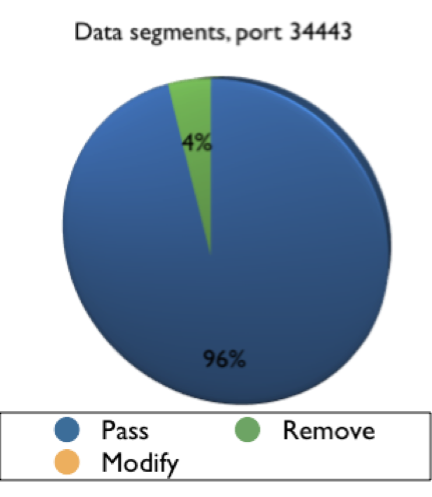 Data segments, port 34443
4%
96%
Pass
Remove
Modify